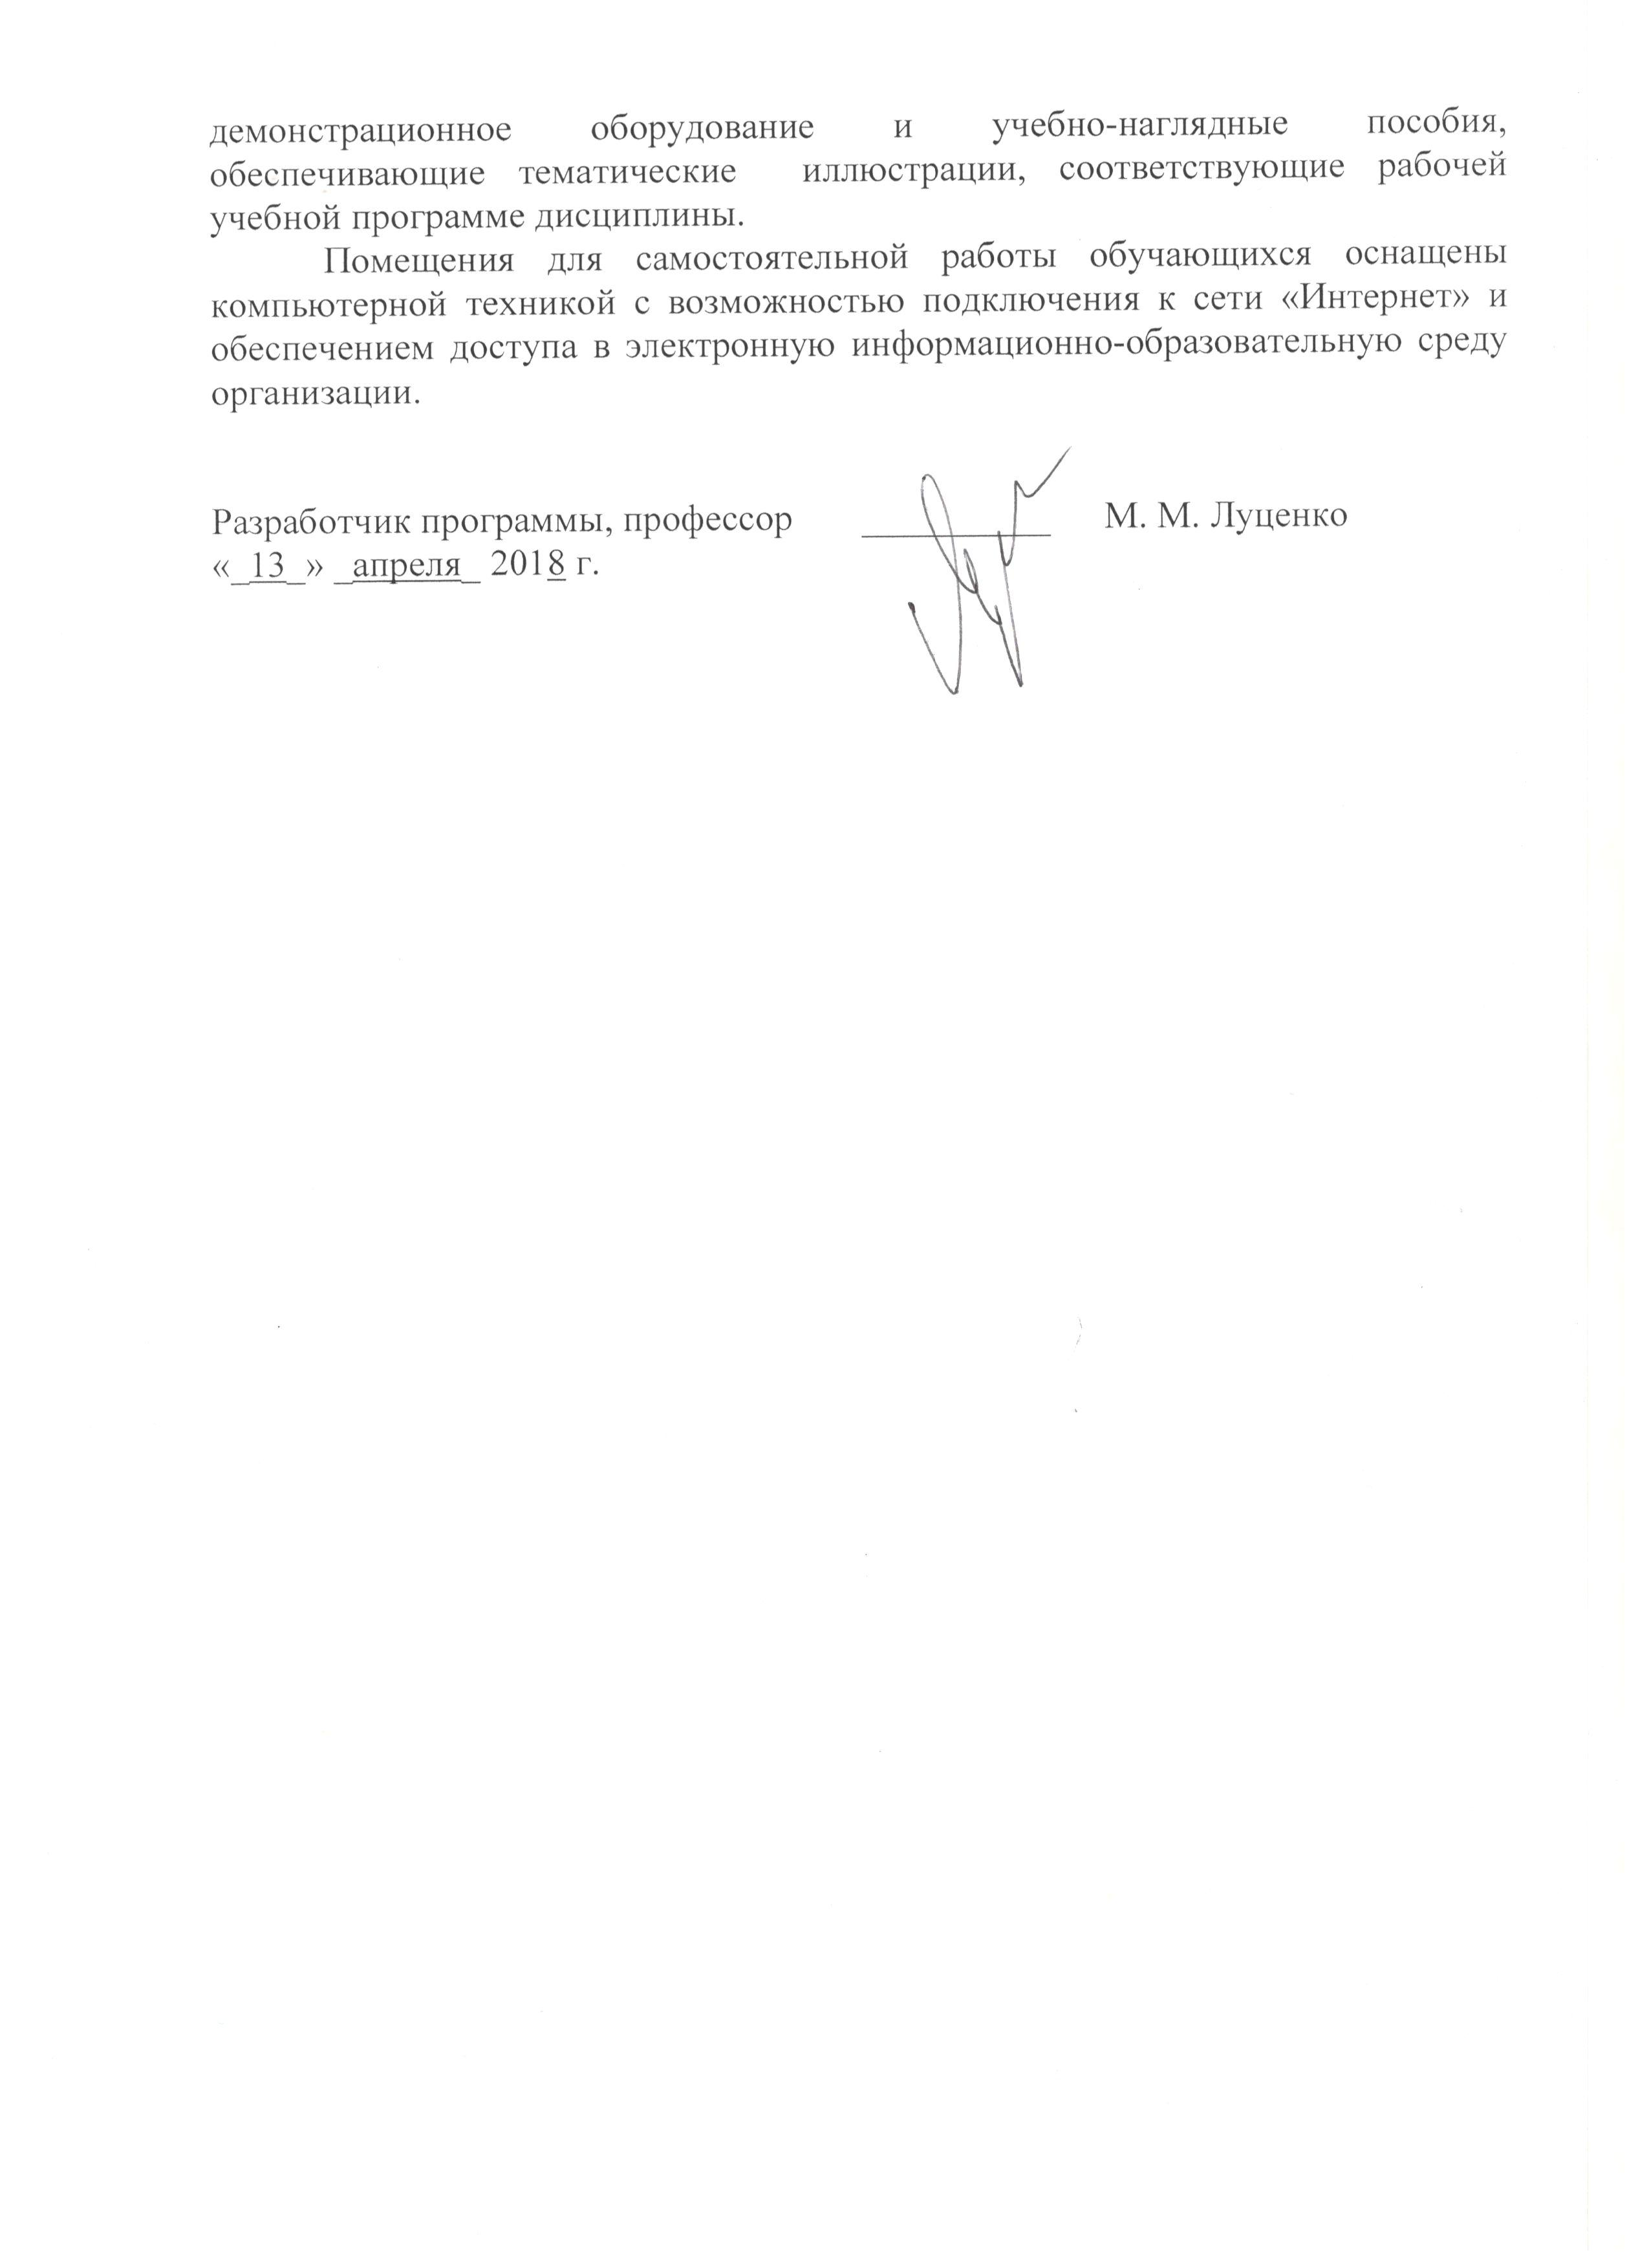 демонстрационное оборудование и учебно-наглядные пособия,
обеспечивающие тематические иллюстрации, соответствующие рабочей
учебной программе дисциплины.
Помещения для самостоятельной работы обучающихся оснащены
компьютерной техникой с возможностью подключения к сети «Интернет» и
обеспечением доступа в электронную информационно-образовательную среду
организации.
Разработчик программы, профессор __________ М. М. Луценко
«_13_» _апреля_ 2018 г.